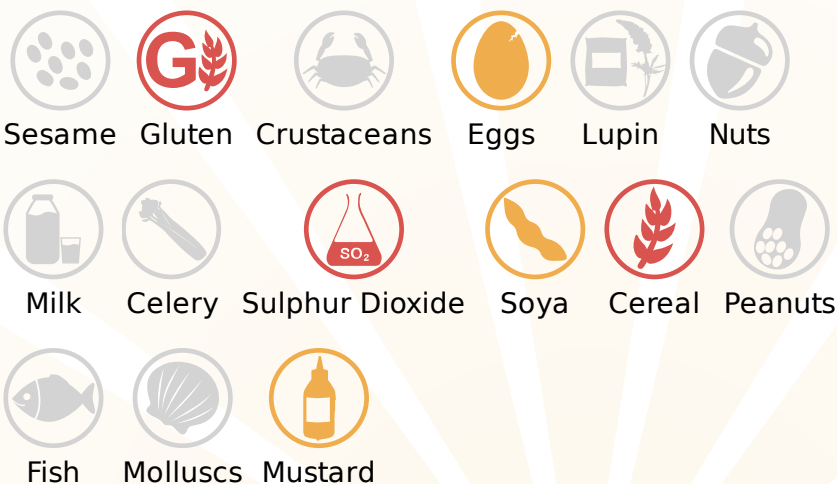 G
Sesame Gluten Crustaceans Eggs Lupin Nuts
SO₂
Milk Celery Sulphur Dioxide Soya Cereal Peanuts
Fish Molluscs Mustard